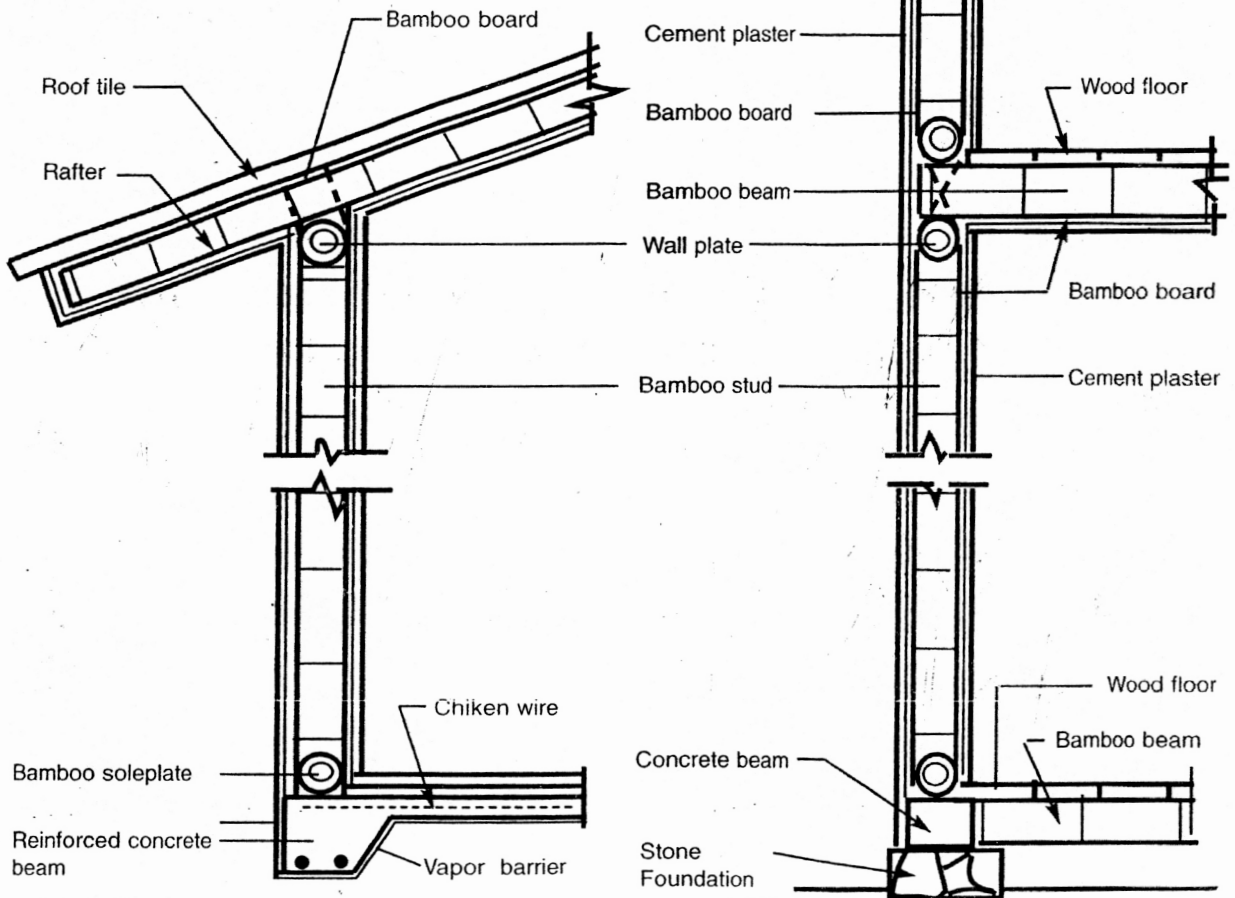 Bamboo board
Roof tile
Rafter
Cement plaster
Bamboo board
Bamboo beam
Wall plate
Bamboo stud
Wood floor
Bamboo board
Cement plaster
Chiken wire
Bamboo soleplate
Reinforced concrete
beam
Vapor barrier
Wood floor
Bamboo beam
Concrete beam
Stone
Foundation